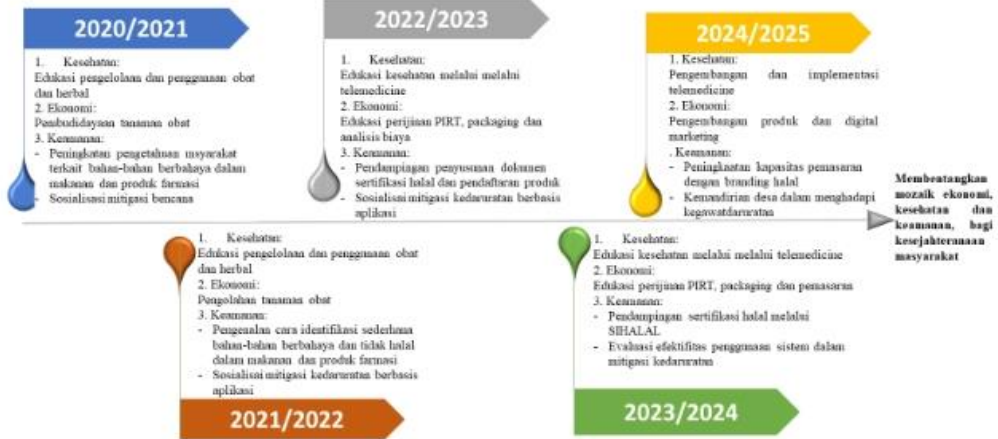 2020/2021
1. Kesehatan:
Edukasi pengelolaan dan penggunaan obat
dan herbal
2. Ekonomi:
Pembudidayaan tanaman obat
3. Keamanan:
- Peningkatan pengetahuan masyarakat
terkait bahan-bahan berbahaya dalam
makanan dan produk farmasi
- Sosialisasi mitigasi bencana
2021/2022
1. Kesehatan:
Edukasi pengelolaan dan penggunaan obat
dan herbal
2. Ekonomi:
Pengolahan tanaman obat
3. Keamanan:
- Pengenalan cara identifikasi sederhana
bahan-bahan berbahaya dan tidak halal
dalam makanan dan produk farmasi
- Sosialisai mitigasi kedaruratan berbasis
aplikasi
2022/2023
1. Kesehatan:
Edukasi kesehatan melalui melalui
telemedicine
2. Ekonomi:
Edukasi perijinan PIRT, packaging dan
analisis biaya
3. Keamanan:
- Pendampingan penyusunan dokumen
sertifikasi halal dan pendaftaran produk
- Sosialisai mitigasi kedaruratan berbasis
aplikasi
2023/2024
1. Kesehatan:
Edukasi kesehatan melalui melalui telemedicine
2. Ekonomi:
Edukasi perijinan PIRT, packaging dan pemasaran
3. Keamanan:
- Pendampingan sertifikasi halal melalui
SIHALAL
- Evaluasi efektifitas penggunaan sistem dalam
mitigasi kedaruratan
2024/2025
1. Kesehatan:
Pengembangan dan implementasi
telemedicine
2. Ekonomi:
Pengembangan produk dan digital
marketing
. Keamanan:
- Peningkaatan kapasitas pemasaran
dengan branding halal
- Kemandirian desa dalam menghadapi
kegawatdaruratan
Membentangkan
mozaik ekonomi,
kesehatan dan
keamanan, bagi
kesejahteranaan
masyarakat